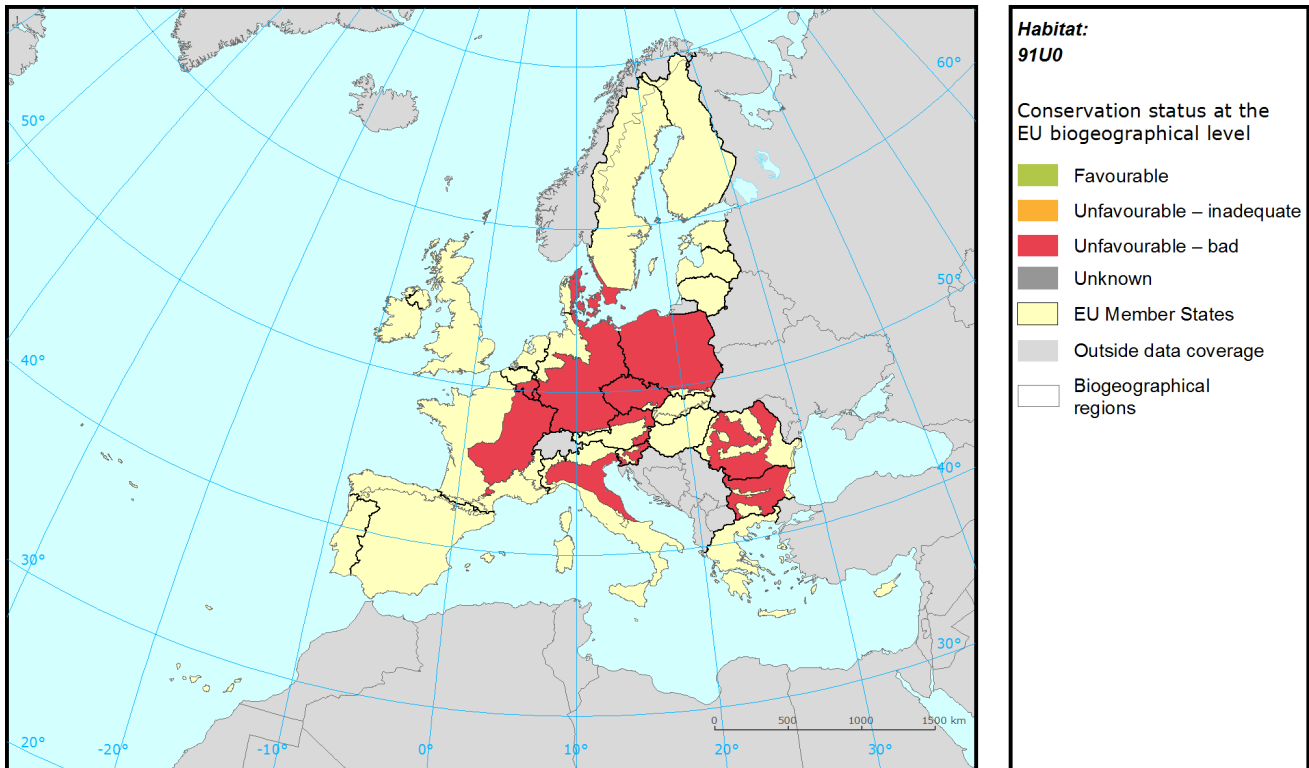 60°
50°
50°
40°
40°
30°
30°
20°
-20°
-10°
0°
10°
20°
30°
0 500 1000 1500 km
Habitat:
91U0
Conservation status at the
EU biogeographical level
Favourable
Unfavourable – inadequate
Unfavourable – bad
Unknown
EU Member States
Outside data coverage
Biogeographical
regions